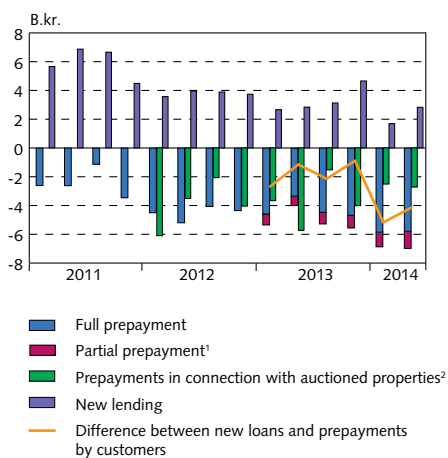 B.kr.
8
6
4
2
0
-2
-4
-6
-8
2011 2012 2013 2014
Full prepayment
Partial prepayment¹
Prepayments in connection with auctioned properties²
New lending
Difference between new loans and prepayments
by customers